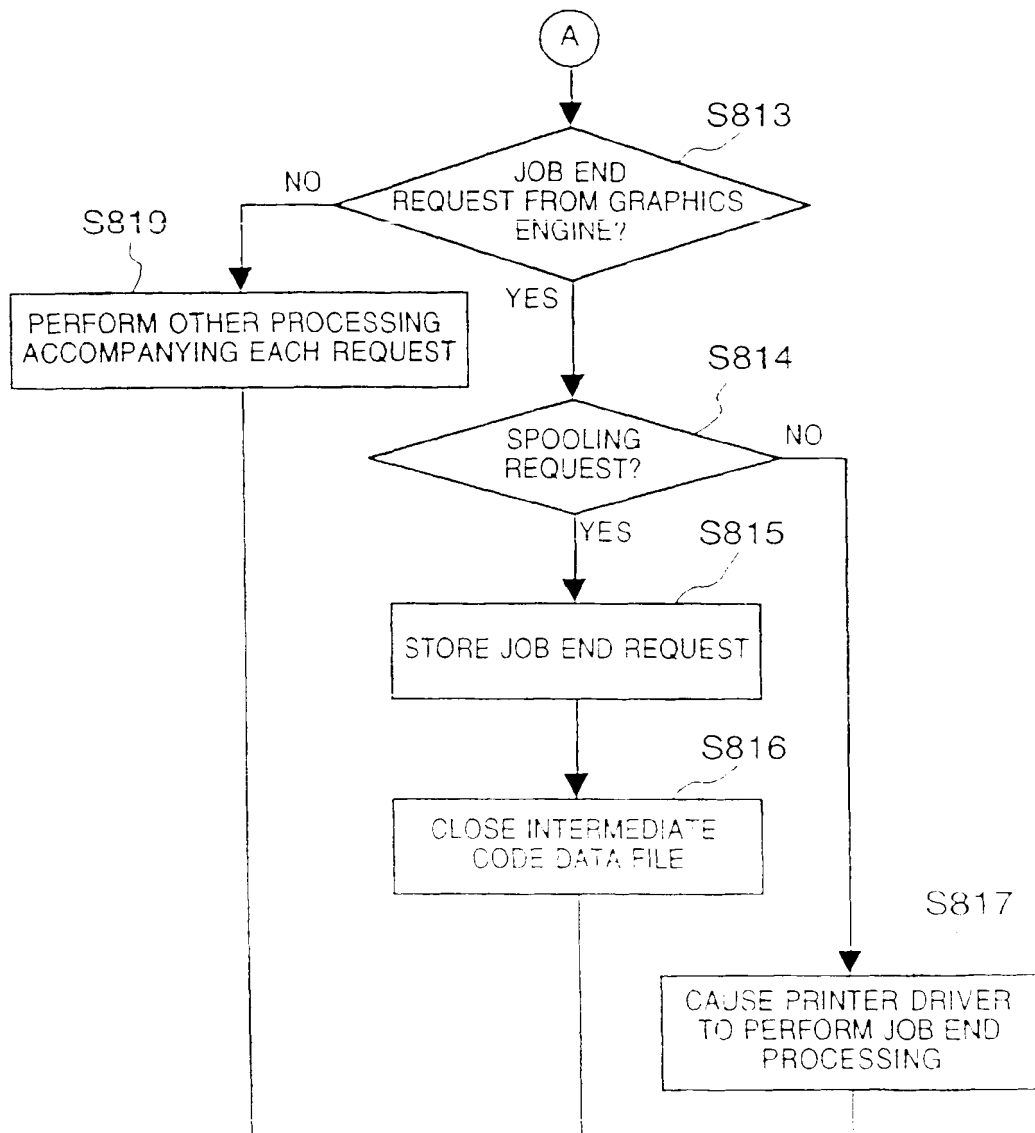 A
S813
JOB END
REQUEST FROM GRAPHICS
ENGINE?
NO
S819
YES
PERFORM OTHER PROCESSING
ACCOMPANYING EACH REQUEST
S814
SPOOLING
REQUEST?
NO
YES
S815
STORE JOB END REQUEST
S816
CLOSE INTERMEDIATE
CODE DATA FILE
S817
CAUSE PRINTER DRIVER
TO PERFORM JOB END
PROCESSING